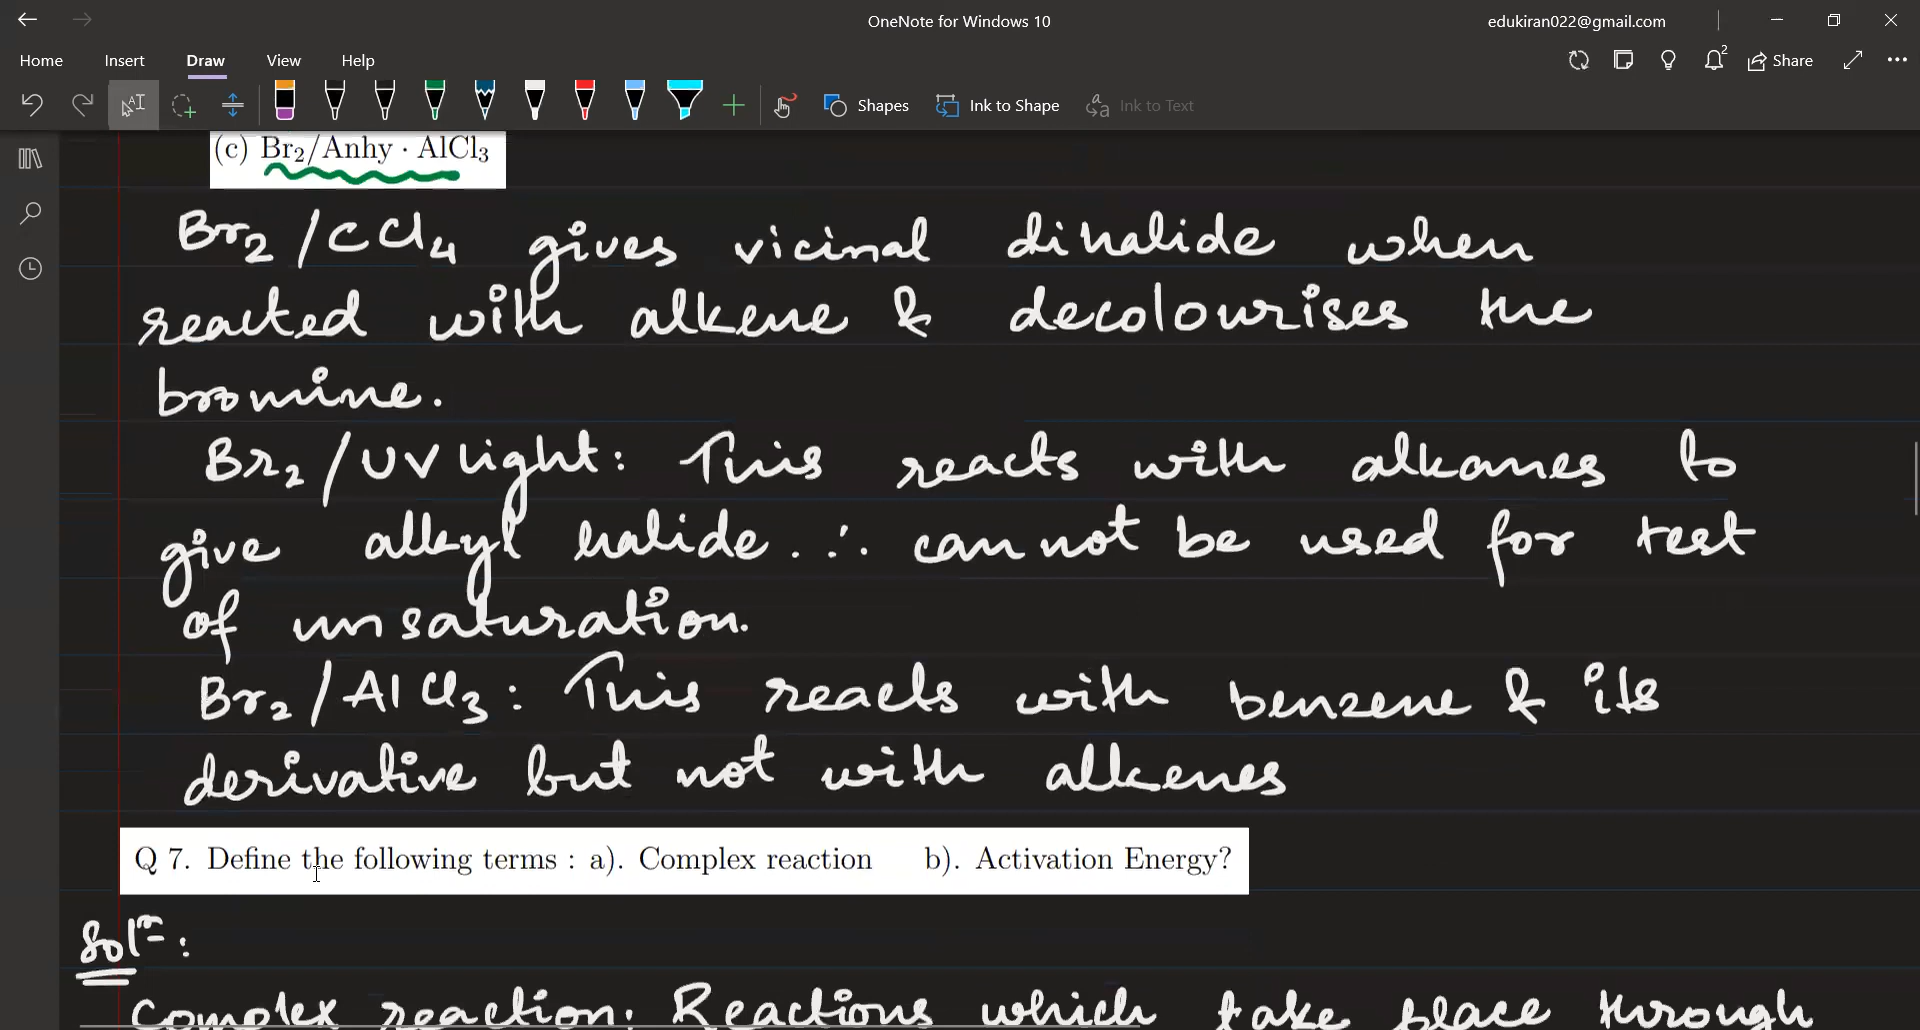 OneNote for Windows 10
edukiran022@gmail.com
Home Insert Draw View Help
2 Share
Shapes Ink to Shape Ink to Text
(c) Br₂/Anhy · AlCl₃
Br₂/CCl₄ gives vicinal dihalide when
reacted with alkene & decolourises the
bromine.
Br₂/UV light: This reacts with alkanes to
give alkyl halide. ∴ can not be used for test
of unsaturation.
Br₂/AlCl₃: This reacts with benzene & its
derivative but not with alkenes
Q 7. Define the following terms : a). Complex reaction b). Activation Energy?
Solⁿ:
Complex reaction: Reactions which take place through